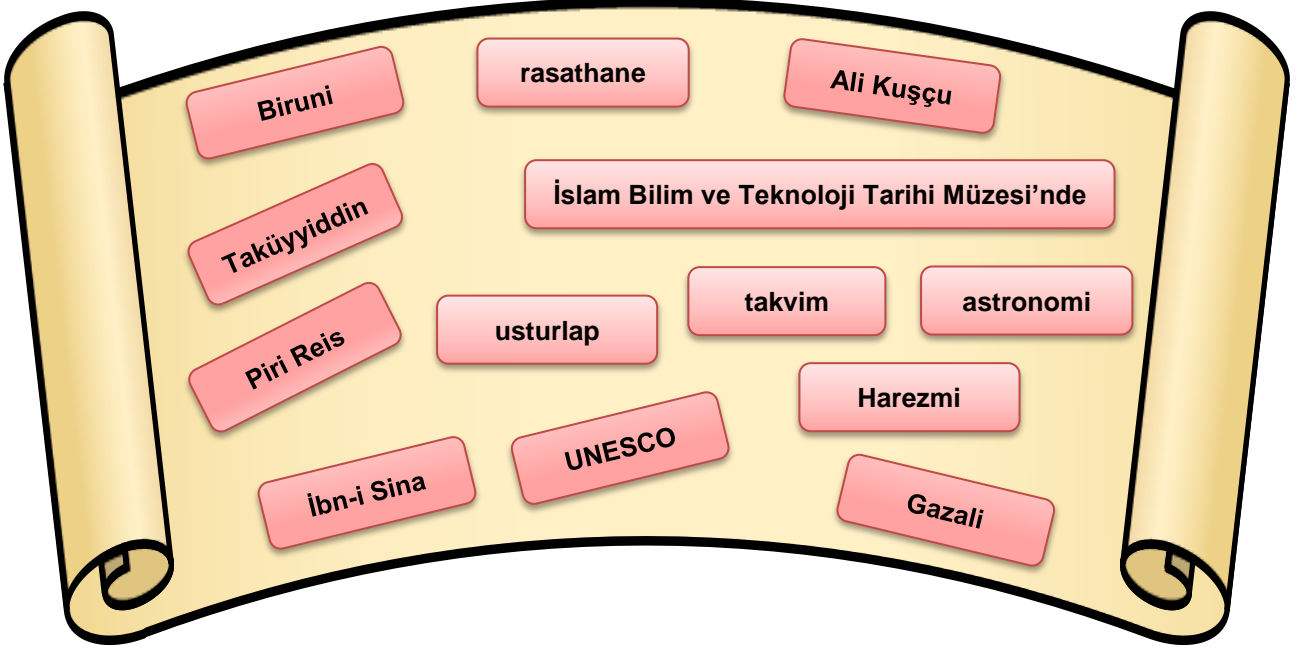 Biruni
rasathane
Ali Kuşçu
Taküyyiddin
İslam Bilim ve Teknoloji Tarihi Müzesi’nde
Piri Reis
usturlap
takvim
astronomi
Harezmi
İbn-i Sina
UNESCO
Gazali